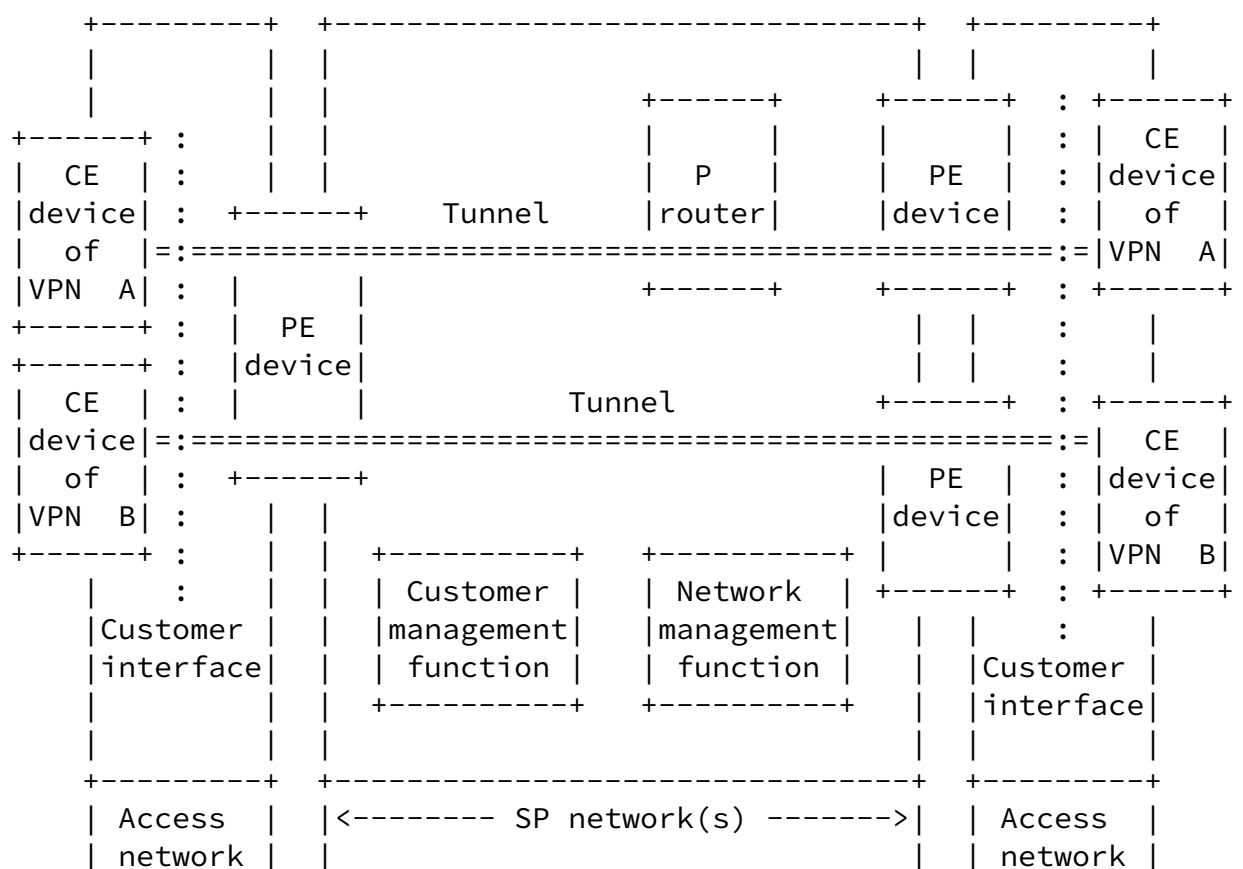 +---------+  +--------------------------------+  +---------+
|         |  |                                |  |         |
|         |  |                 +------+     +------+  : +------+
+------+ :    |  |                 |      |     |      |  : |  CE  |
|  CE  | :    |  |                 |  P   |     |  PE  |  : |device|
|device| :  +------+    Tunnel     |router|     |device|  : |  of  |
|  of  |=:================================================:=|VPN  A|
|VPN  A| :  |      |               +------+     +------+  : +------+
+------+ :  |  PE  |                              |  |    :    |
+------+ :  |device|                              |  |    :    |
|  CE  | :  |      |           Tunnel           +------+  : +------+
|device|=:================================================:=|  CE  |
|  of  | :  +------+                            |  PE  |  : |device|
|VPN  B| :    |  |                              |device|  : |  of  |
+------+ :    |  |  +----------+   +----------+ |      |  : |VPN  B|
|    :    |  |  | Customer |   | Network  | +------+  : +------+
|Customer |  |  |management|   |management|   |  |    :    |
|interface|  |  | function |   | function |   |  |Customer |
|         |  |  +----------+   +----------+   |  |interface|
|         |  |                                |  |         |
+---------+  +--------------------------------+  +---------+
| Access  |  |<-------- SP network(s) ------->|  | Access  |
| network |  |                                |  | network |